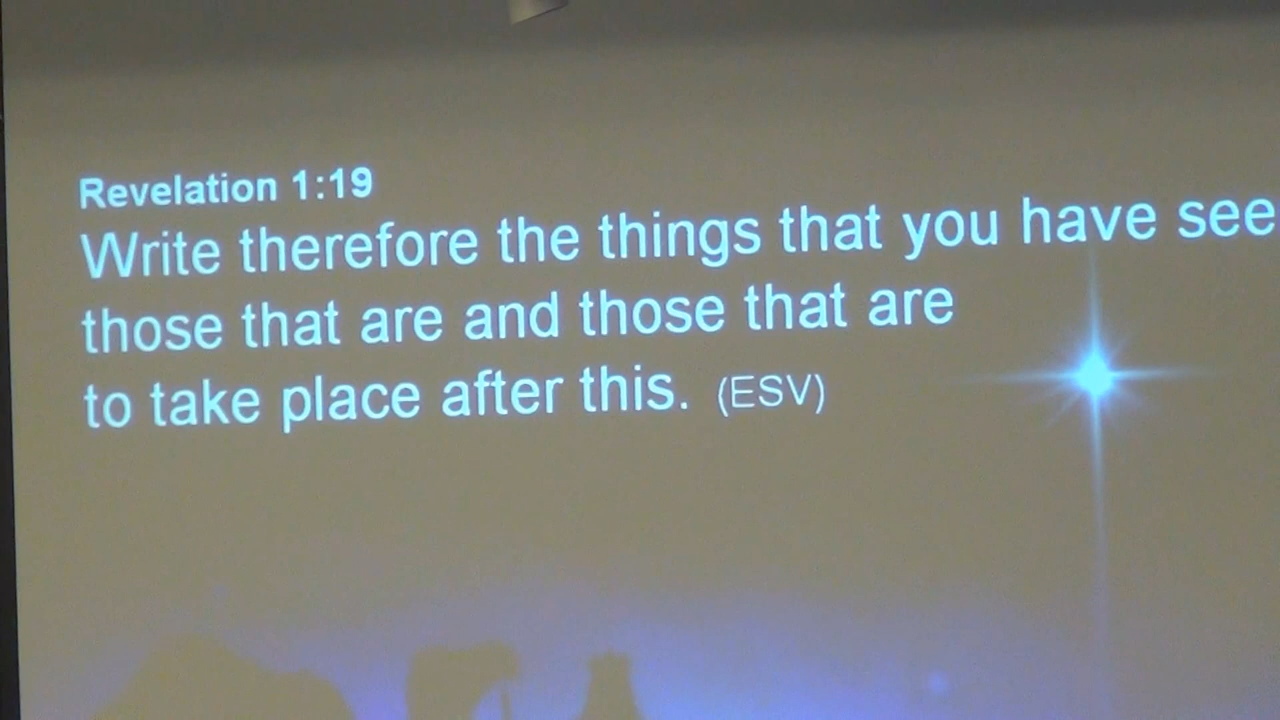 Revelation 1:19
Write therefore the things that you have see
those that are and those that are
to take place after this. (ESV)